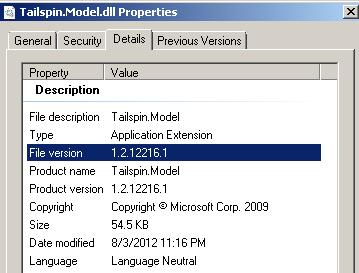 Tailspin.Model.dll Properties
General Security Details Previous Versions
Property Value
Description
File description Tailspin.Model
Type Application Extension
File version 1.2.12216.1
Product name Tailspin.Model
Product version 1.2.12216.1
Copyright Copyright © Microsoft Corp. 2009
Size 54.5 KB
Date modified 8/3/2012 11:16 PM
Language Language Neutral